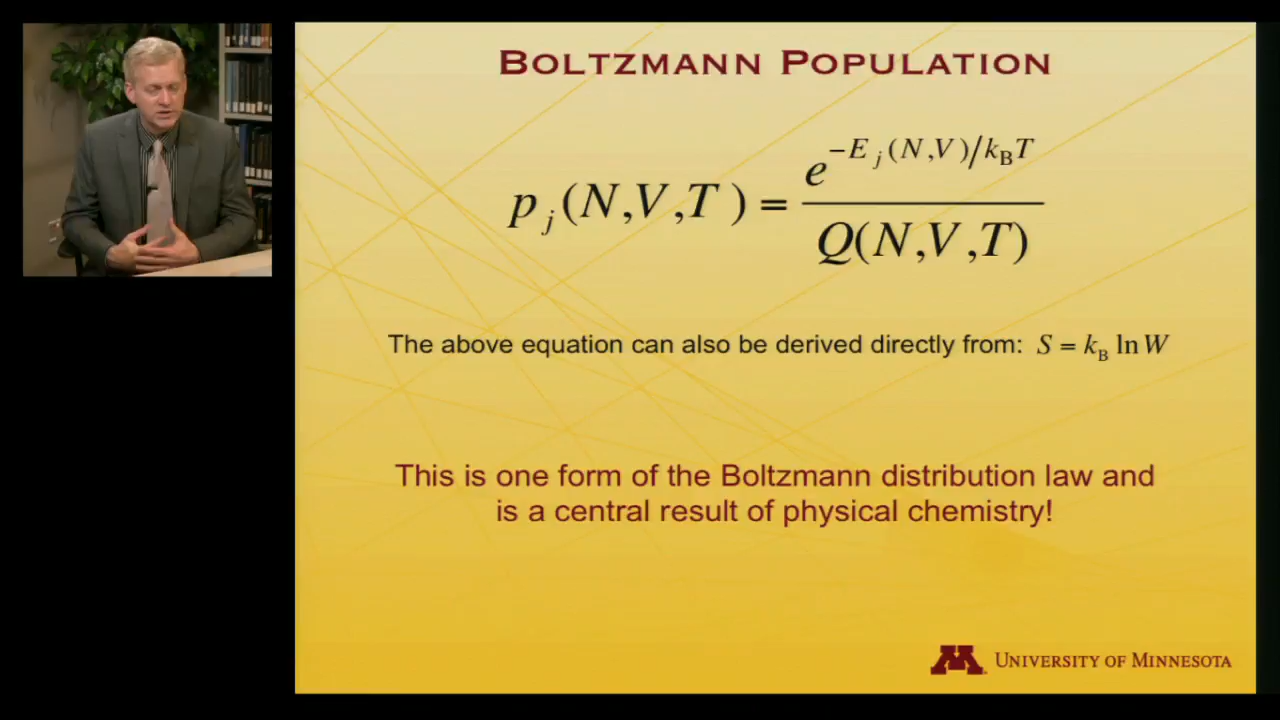 BOLTZMANN POPULATION
p_j(N,V,T) = e^{-E_j(N,V)/k_B T} / Q(N,V,T)
The above equation can also be derived directly from: S = k_B ln W
This is one form of the Boltzmann distribution law and
is a central result of physical chemistry!
M UNIVERSITY OF MINNESOTA